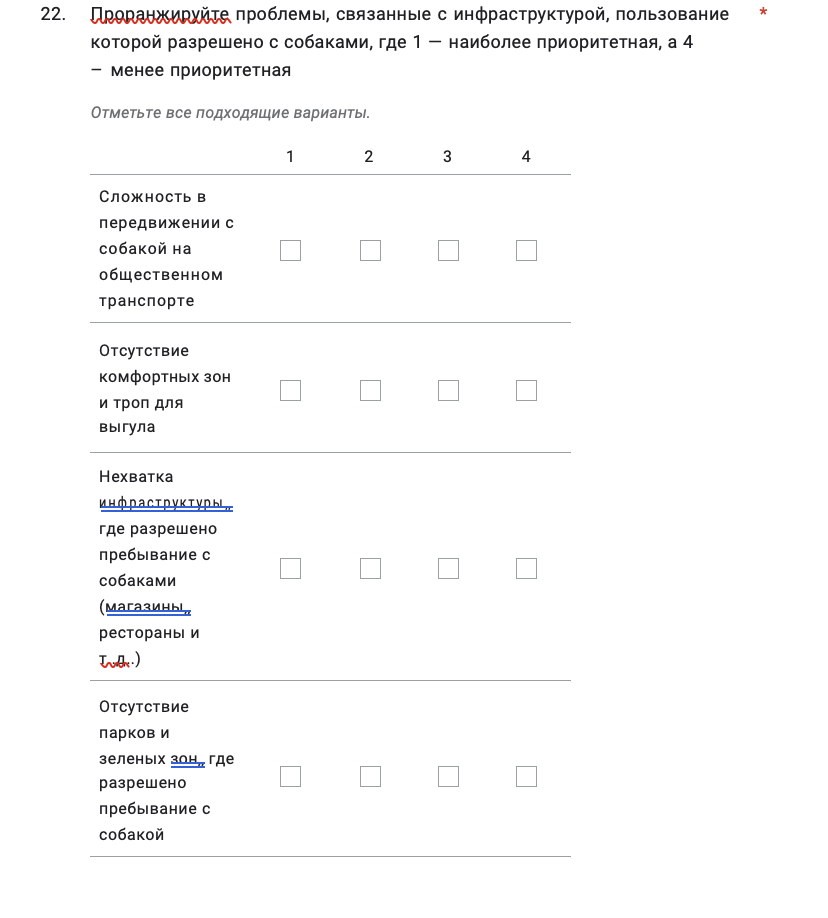 22. Проранжируйте проблемы, связанные с инфраструктурой, пользование *
которой разрешено с собаками, где 1 — наиболее приоритетная, а 4
– менее приоритетная
Отметьте все подходящие варианты.
1 2 3 4
Сложность в
передвижении с
собакой на
общественном
транспорте
Отсутствие
комфортных зон
и троп для
выгула
Нехватка
инфраструктуры,,
где разрешено
пребывание с
собаками
(магазины,,
рестораны и
т..д..)
Отсутствие
парков и
зеленых зон,, где
разрешено
пребывание с
собакой